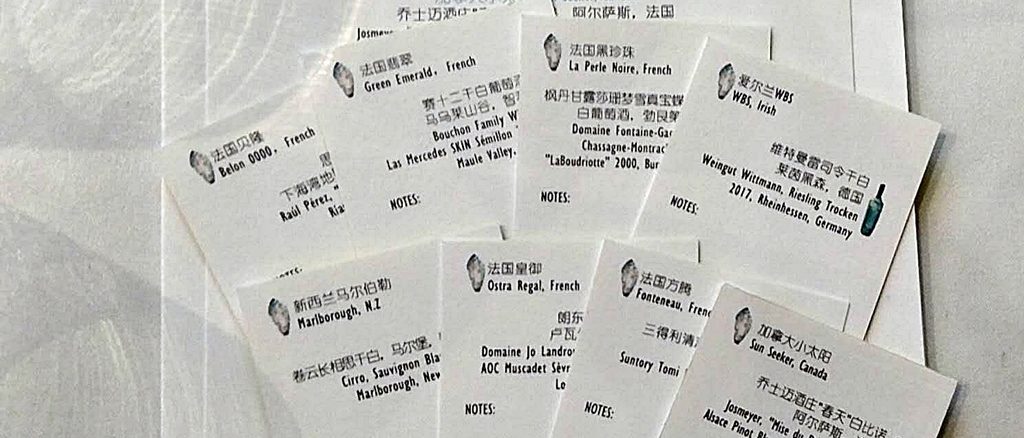 乔士迈酒庄
阿尔萨斯，法国
Josmeyer
法国翡翠
Green Emerald, French
赛十二干白葡萄
马乌莱山谷，智
Bouchon Family W
Las Mercedes SKIN Sémillon
Maule Valley,
NOTES:
法国黑珍珠
La Perle Noire, French
枫丹甘露莎珊梦雪真宝蝶
白葡萄酒，勃艮第
Domaine Fontaine-Ga
Chassagne-Montrac
"LaBoudriotte" 2000, Bur
NOTES:
爱尔兰WBS
WBS, Irish
维特曼雷司令干白
莱茵黑森，德国
Weingut Wittmann, Riesling Trocken
2017, Rheinhessen, Germany
NOTES:
法国贝隆
Belon 0000, French
下海湾地
Raúl Pérez, "
NOTES:
新西兰马尔伯勒
Marlborough, N.Z
卷云长相思干白，马尔堡，
Cirro, Sauvignon Bla
Marlborough, New
法国皇御
Ostra Regal, French
朗东
卢瓦
Domaine Jo Landro
AOC Muscadet Sèvr
Lo
NOTES:
法国方腾
Fonteneau, Fren
三得利清
Suntory Tomi
NOTES:
加拿大小太阳
Sun Seeker, Canada
乔士迈酒庄"春天"白比诺
阿尔萨斯
Josmeyer, "Mise du P
Alsace Pinot Bl